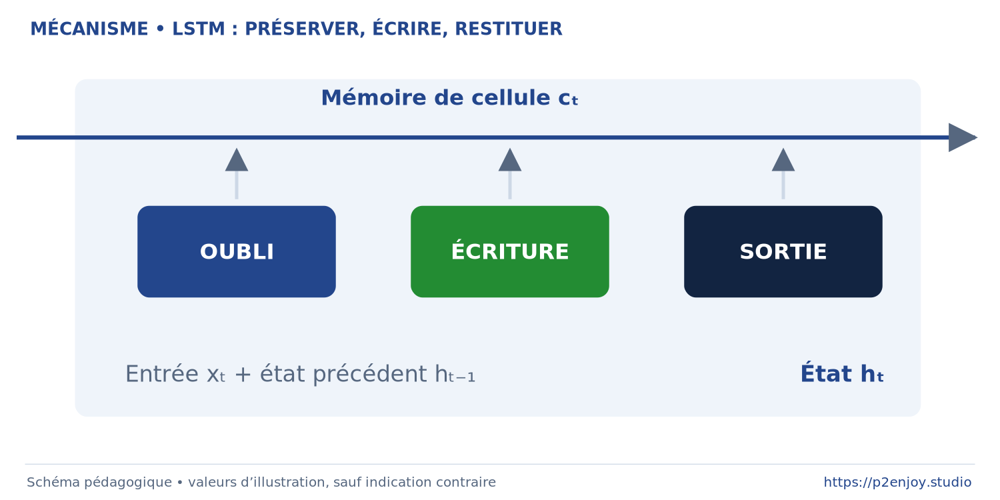 MÉCANISME • LSTM : PRÉSERVER, ÉCRIRE, RESTITUER
Mémoire de cellule cₜ
OUBLI
ÉCRITURE
SORTIE
Entrée xₜ + état précédent hₜ₋₁
État hₜ
Schéma pédagogique • valeurs d’illustration, sauf indication contraire
https://p2enjoy.studio